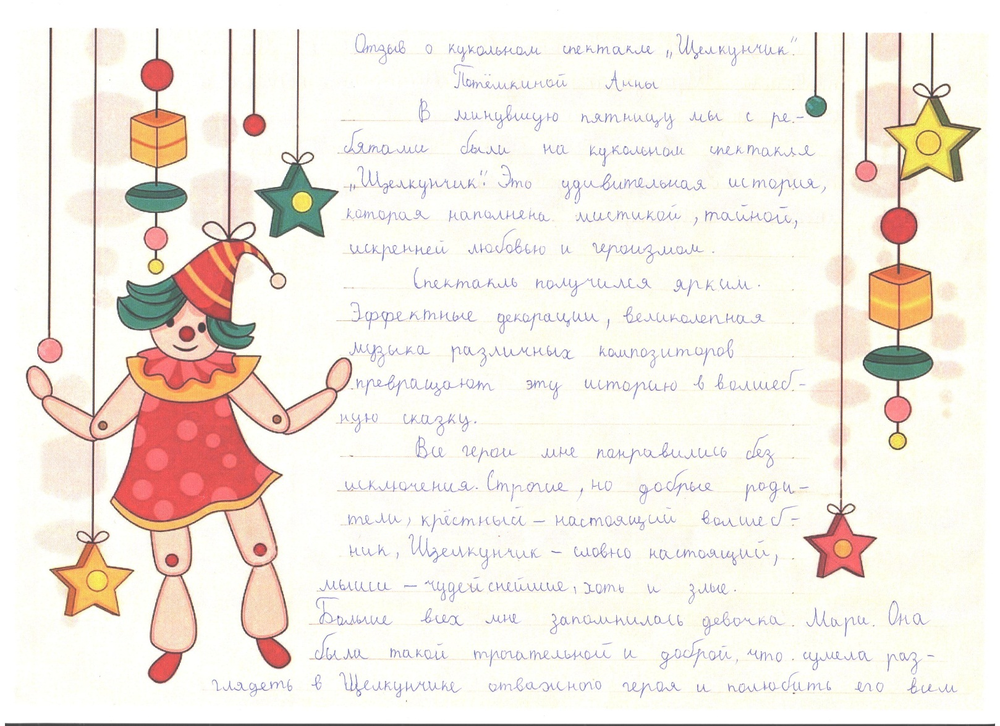 Отзыв о кукольном спектакле „Щелкунчик".
Потёмкиной Анны
В минувшую пятницу мы с ре-
бятами были на кукольном спектакля
„Щелкунчик". Это удивительная история,
которая наполнена мистикой, тайной,
искренней любовью и героизмом.
Спектакль получился ярким.
Эффектные декорации, великолепная
музыка различных композиторов
превращают эту историю в волшеб-
ную сказку.
Все герои мне понравились без
исключения. Строгие, но добрые роди-
тели, крёстный – настоящий волшеб-
ник, Щелкунчик – словно настоящий,
мыши – чудейснейшие, хоть и злые.
Больше всех мне запомнилась девочка Мари. Она
была такой трогательной и доброй, что сумела раз-
глядеть в Щелкунчике отважного героя и полюбить его всем